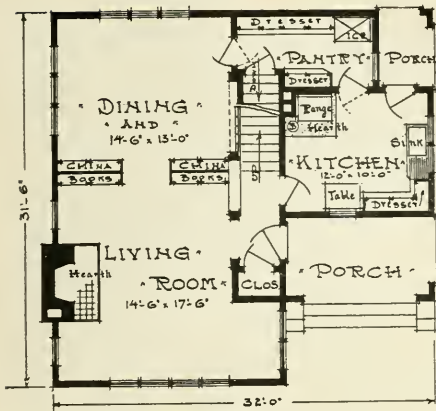 Dresser
ICE
PANTRY
PORCH
Dresser
DINING
AND
14'-6" x 13'-0"
Range
Hearth
B
Sink
KITCHEN
12'-0" x 10'-0"
CHINA
BOOKS
CHINA
BOOKS
Table
Dresser
31'-6"
LIVING
ROOM
14'-6" x 17'-6"
Hearth
CLOS.
PORCH
32'-0"